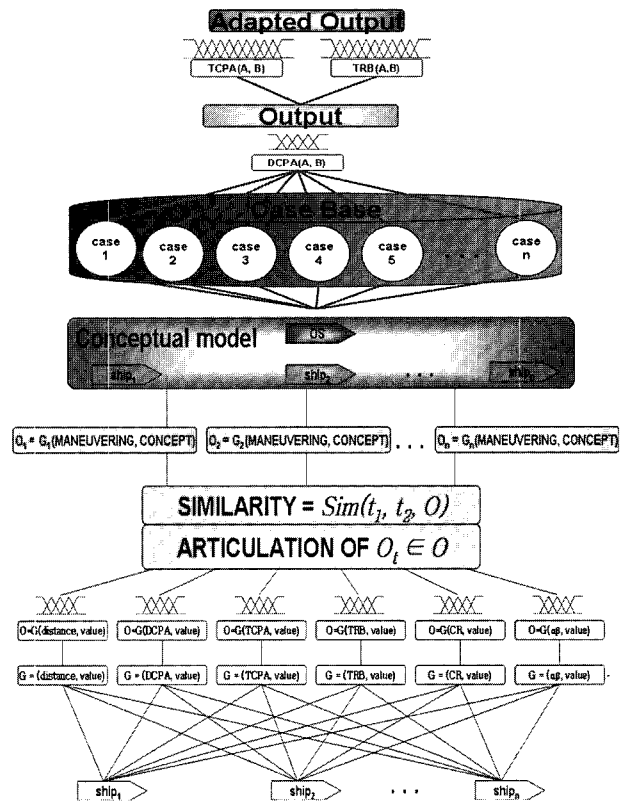 Adapted Output
TCPA(A, B) TRB(A,B)
Output
DCPA(A, B)
Case Base
case 1 case 2 case 3 case 4 case 5 . . . case n
Conceptual model
OS
ship₁ ship₂ . . . shipₙ
O₁ = G₁(MANEUVERING, CONCEPT) O₂ = G₂(MANEUVERING, CONCEPT) . . . Oₙ = Gₙ(MANEUVERING, CONCEPT)
SIMILARITY = Sim(t₁, t₂, O)
ARTICULATION OF Oₜ ∈ O
O=G(distance, value) O=G(DCPA, value) O=G(TCPA, value) O=G(TRB, value) O=G(CR, value) O=G(αβ, value)
G = (distance, value) G = (DCPA, value) G = (TCPA, value) G = (TRB, value) G = (CR, value) G = (αβ, value)
ship₁ ship₂ . . . shipₙ